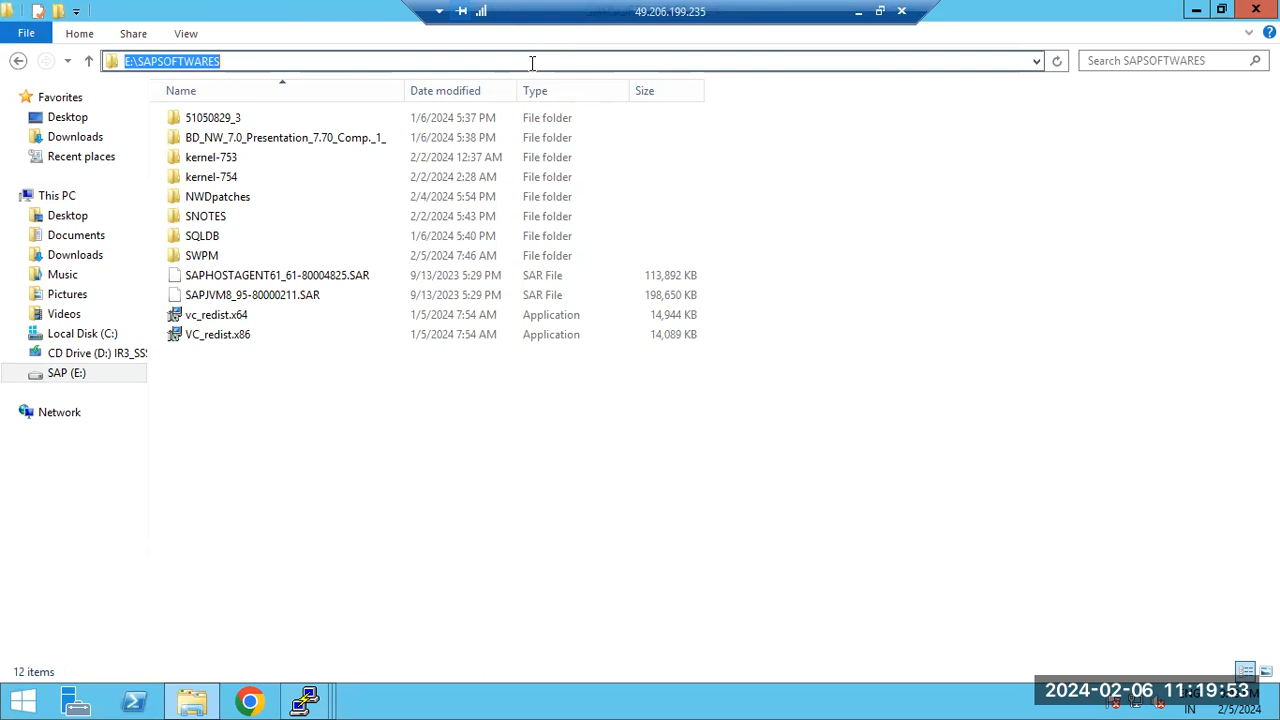 49.206.199.235
File Home Share View
E:\SAPSOFTWARES Search SAPSOFTWARES
Name Date modified Type Size
Favorites
Desktop
Downloads
Recent places
This PC
Desktop
Documents
Downloads
Music
Pictures
Videos
Local Disk (C:)
CD Drive (D:) IR3_SSS
SAP (E:)
Network
51050829_3 1/6/2024 5:37 PM File folder
BD_NW_7.0_Presentation_7.70_Comp._1_ 1/6/2024 5:38 PM File folder
kernel-753 2/2/2024 12:37 AM File folder
kernel-754 2/2/2024 2:28 AM File folder
NWDpatches 2/4/2024 5:54 PM File folder
SNOTES 2/2/2024 5:43 PM File folder
SQLDB 1/6/2024 5:40 PM File folder
SWPM 2/5/2024 7:46 AM File folder
SAPHOSTAGENT61_61-80004825.SAR 9/13/2023 5:29 PM SAR File 113,892 KB
SAPJVM8_95-80000211.SAR 9/13/2023 5:29 PM SAR File 198,650 KB
vc_redist.x64 1/5/2024 7:54 AM Application 14,944 KB
VC_redist.x86 1/5/2024 7:54 AM Application 14,089 KB
12 items
2024-02-06 11:19:53
IN 2/5/2024